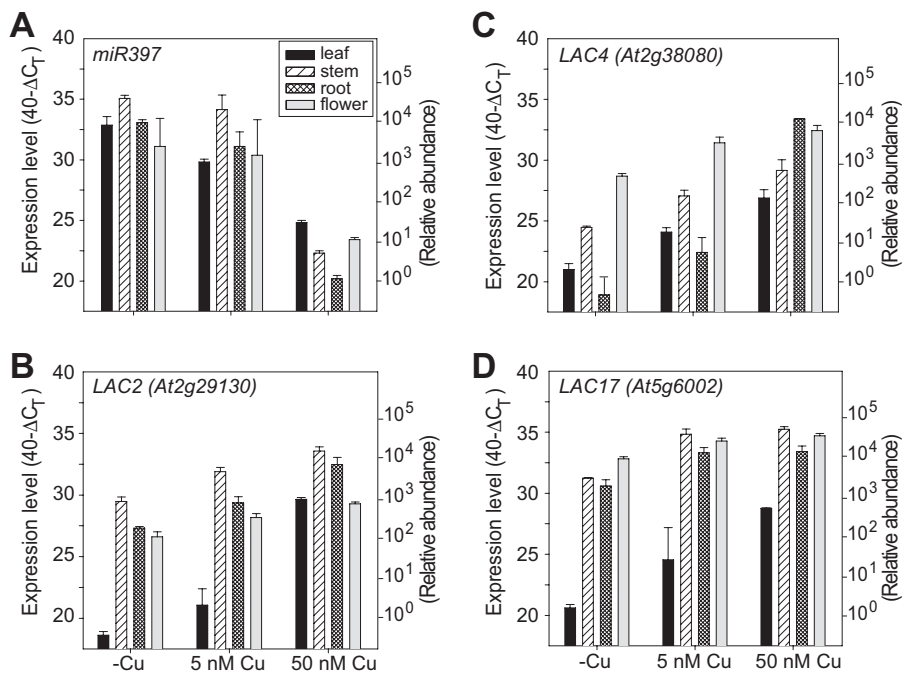 A
miR397
leaf
stem
root
flower
Expression level (40-ΔC_T)
40
35
30
25
20
10^5
10^4
10^3
10^2
10^1
10^0
(Relative abundance)
C
LAC4 (At2g38080)
Expression level (40-ΔC_T)
40
35
30
25
20
10^5
10^4
10^3
10^2
10^1
10^0
(Relative abundance)
B
LAC2 (At2g29130)
Expression level (40-ΔC_T)
40
35
30
25
20
10^5
10^4
10^3
10^2
10^1
10^0
(Relative abundance)
-Cu 5 nM Cu 50 nM Cu
D
LAC17 (At5g6002)
Expression level (40-ΔC_T)
40
35
30
25
20
10^5
10^4
10^3
10^2
10^1
10^0
(Relative abundance)
-Cu 5 nM Cu 50 nM Cu